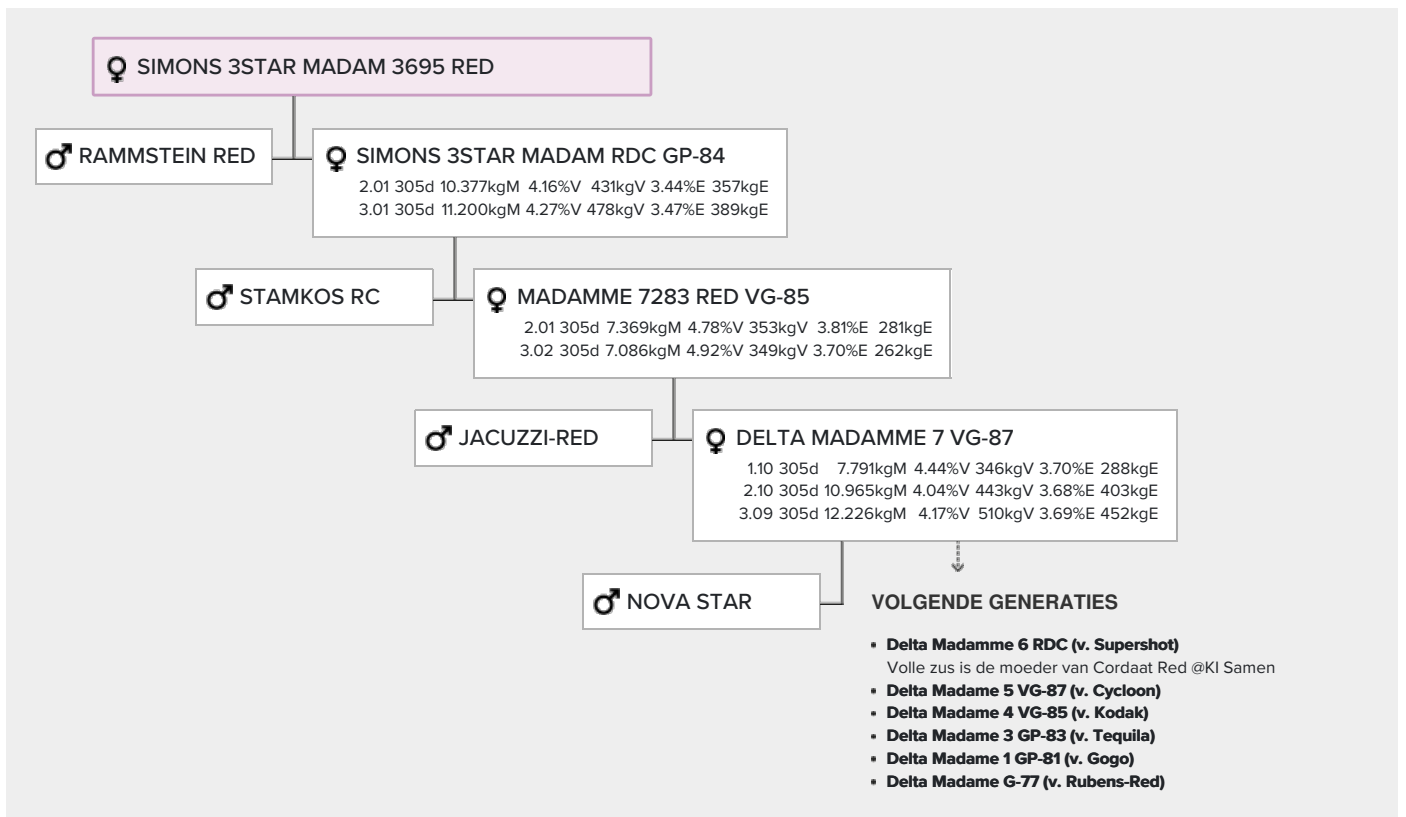 ♀ SIMONS 3STAR MADAM 3695 RED
♂ RAMMSTEIN RED
♀ SIMONS 3STAR MADAM RDC GP-84
2.01 305d 10.377kgM 4.16%V 431kgV 3.44%E 357kgE
3.01 305d 11.200kgM 4.27%V 478kgV 3.47%E 389kgE
♂ STAMKOS RC
♀ MADAMME 7283 RED VG-85
2.01 305d 7.369kgM 4.78%V 353kgV 3.81%E 281kgE
3.02 305d 7.086kgM 4.92%V 349kgV 3.70%E 262kgE
♂ JACUZZI-RED
♀ DELTA MADAMME 7 VG-87
1.10 305d 7.791kgM 4.44%V 346kgV 3.70%E 288kgE
2.10 305d 10.965kgM 4.04%V 443kgV 3.68%E 403kgE
3.09 305d 12.226kgM 4.17%V 510kgV 3.69%E 452kgE
♂ NOVA STAR
VOLGENDE GENERATIES
• Delta Madamme 6 RDC (v. Supershot)
Volle zus is de moeder van Cordaat Red @KI Samen
• Delta Madame 5 VG-87 (v. Cycloon)
• Delta Madame 4 VG-85 (v. Kodak)
• Delta Madame 3 GP-83 (v. Tequila)
• Delta Madame 1 GP-81 (v. Gogo)
• Delta Madame G-77 (v. Rubens-Red)